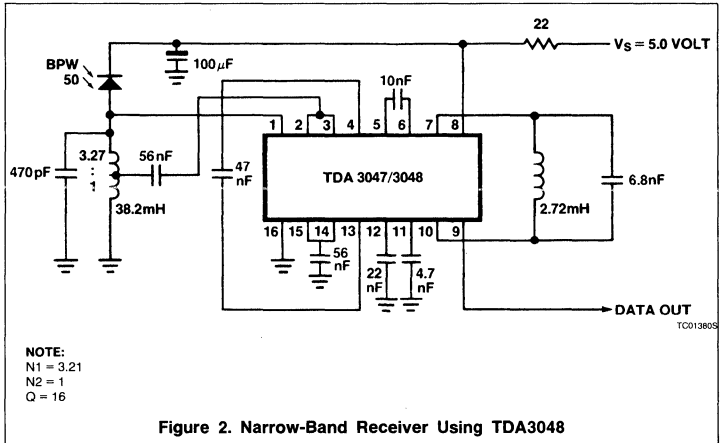 22
VS = 5.0 VOLT
100μF
BPW
50
10nF
1 2 3 4 5 6 7 8
470pF
3.27
:
1
56nF
47
nF
TDA 3047/3048
6.8nF
38.2mH
2.72mH
16 15 14 13 12 11 10 9
56
nF
22
nF
4.7
nF
DATA OUT
TC01380S
NOTE:
N1 = 3.21
N2 = 1
Q = 16
Figure 2. Narrow-Band Receiver Using TDA3048